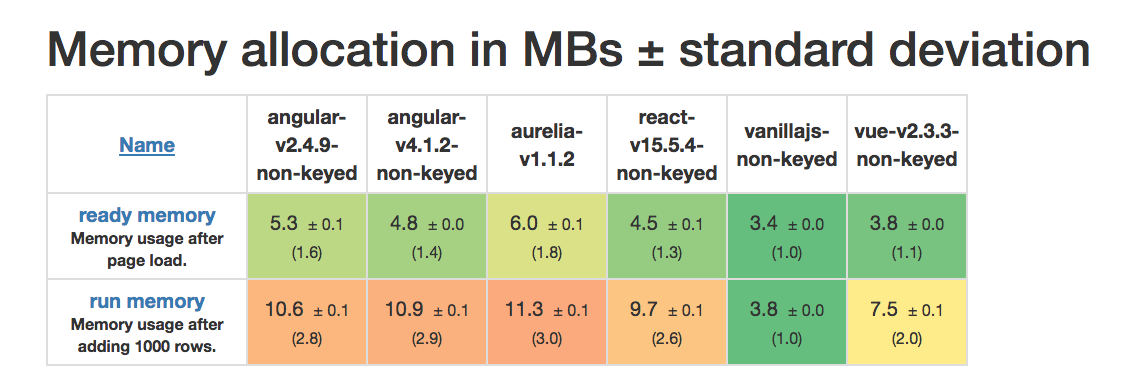 Memory allocation in MBs ± standard deviation
Name
angular-
v2.4.9-
non-keyed
angular-
v4.1.2-
non-keyed
aurelia-
v1.1.2
react-
v15.5.4-
non-keyed
vanillajs-
non-keyed
vue-v2.3.3-
non-keyed
ready memory
Memory usage after
page load.
5.3 ± 0.1
(1.6)
4.8 ± 0.0
(1.4)
6.0 ± 0.1
(1.8)
4.5 ± 0.1
(1.3)
3.4 ± 0.0
(1.0)
3.8 ± 0.0
(1.1)
run memory
Memory usage after
adding 1000 rows.
10.6 ± 0.1
(2.8)
10.9 ± 0.1
(2.9)
11.3 ± 0.1
(3.0)
9.7 ± 0.1
(2.6)
3.8 ± 0.0
(1.0)
7.5 ± 0.1
(2.0)